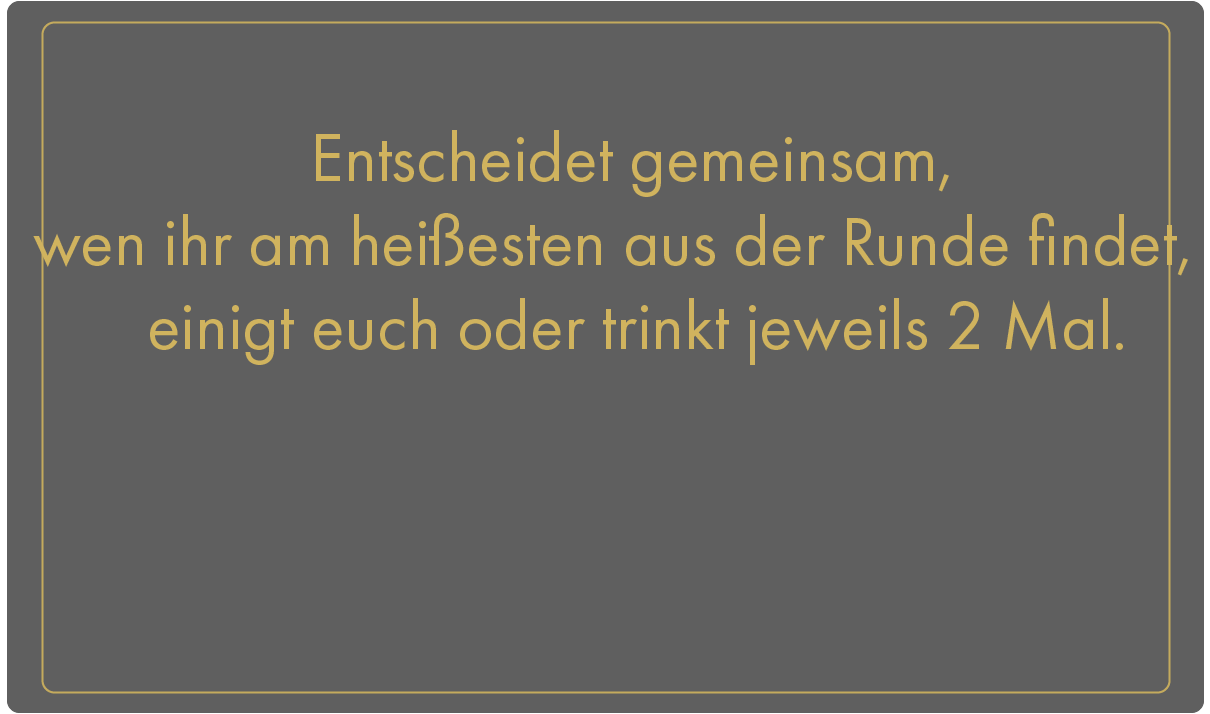 Entscheidet gemeinsam,
wen ihr am heißesten aus der Runde findet,
einigt euch oder trinkt jeweils 2 Mal.